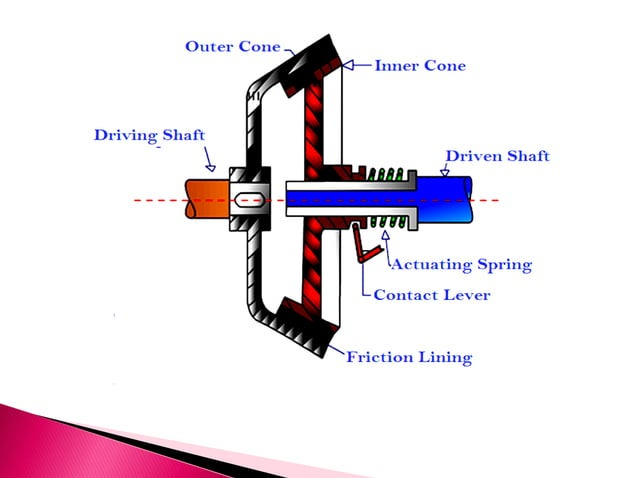 Outer Cone
Inner Cone
Driving Shaft
Driven Shaft
Actuating Spring
Contact Lever
Friction Lining